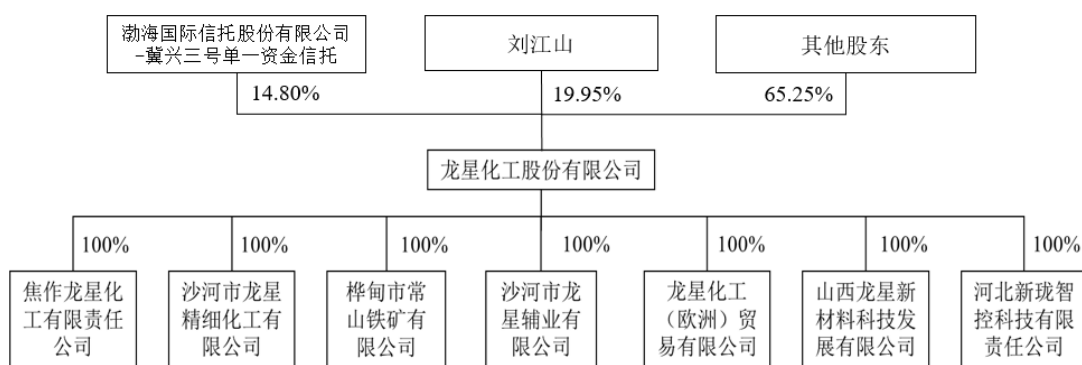 渤海国际信托股份有限公司
-冀兴三号单一资金信托
刘江山
其他股东
14.80%
19.95%
65.25%
龙星化工股份有限公司
100%
100%
100%
100%
100%
100%
100%
焦作龙星化
工有限责任
公司
沙河市龙星
精细化工有
限公司
桦甸市常
山铁矿有
限公司
沙河市龙
星辅业有
限公司
龙星化工
（欧洲）贸
易有限公司
山西龙星新
材料科技发
展有限公司
河北新珑智
控科技有限
责任公司